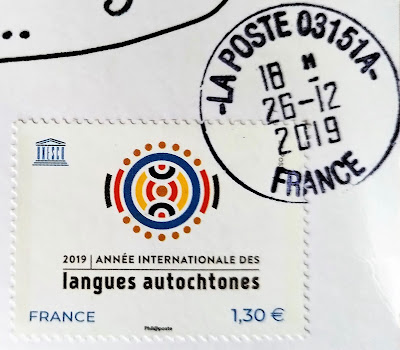 -LA POSTE 03151A-
18 H
26-12
2019
FRANCE
UNESCO
2019 | ANNÉE INTERNATIONALE DES
langues autochtones
FRANCE 1,30 €
Phil@poste